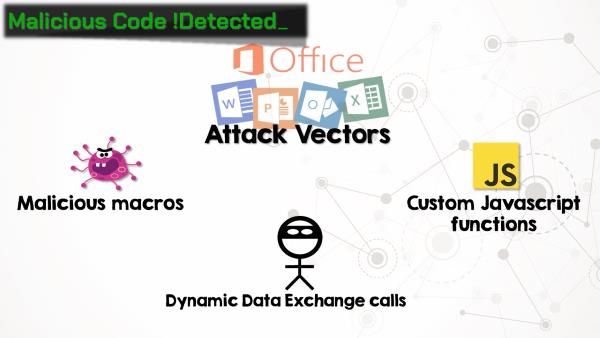 Malicious Code !Detected_
Office
W P O X
Attack Vectors
JS
Malicious macros
Custom Javascript
functions
Dynamic Data Exchange calls